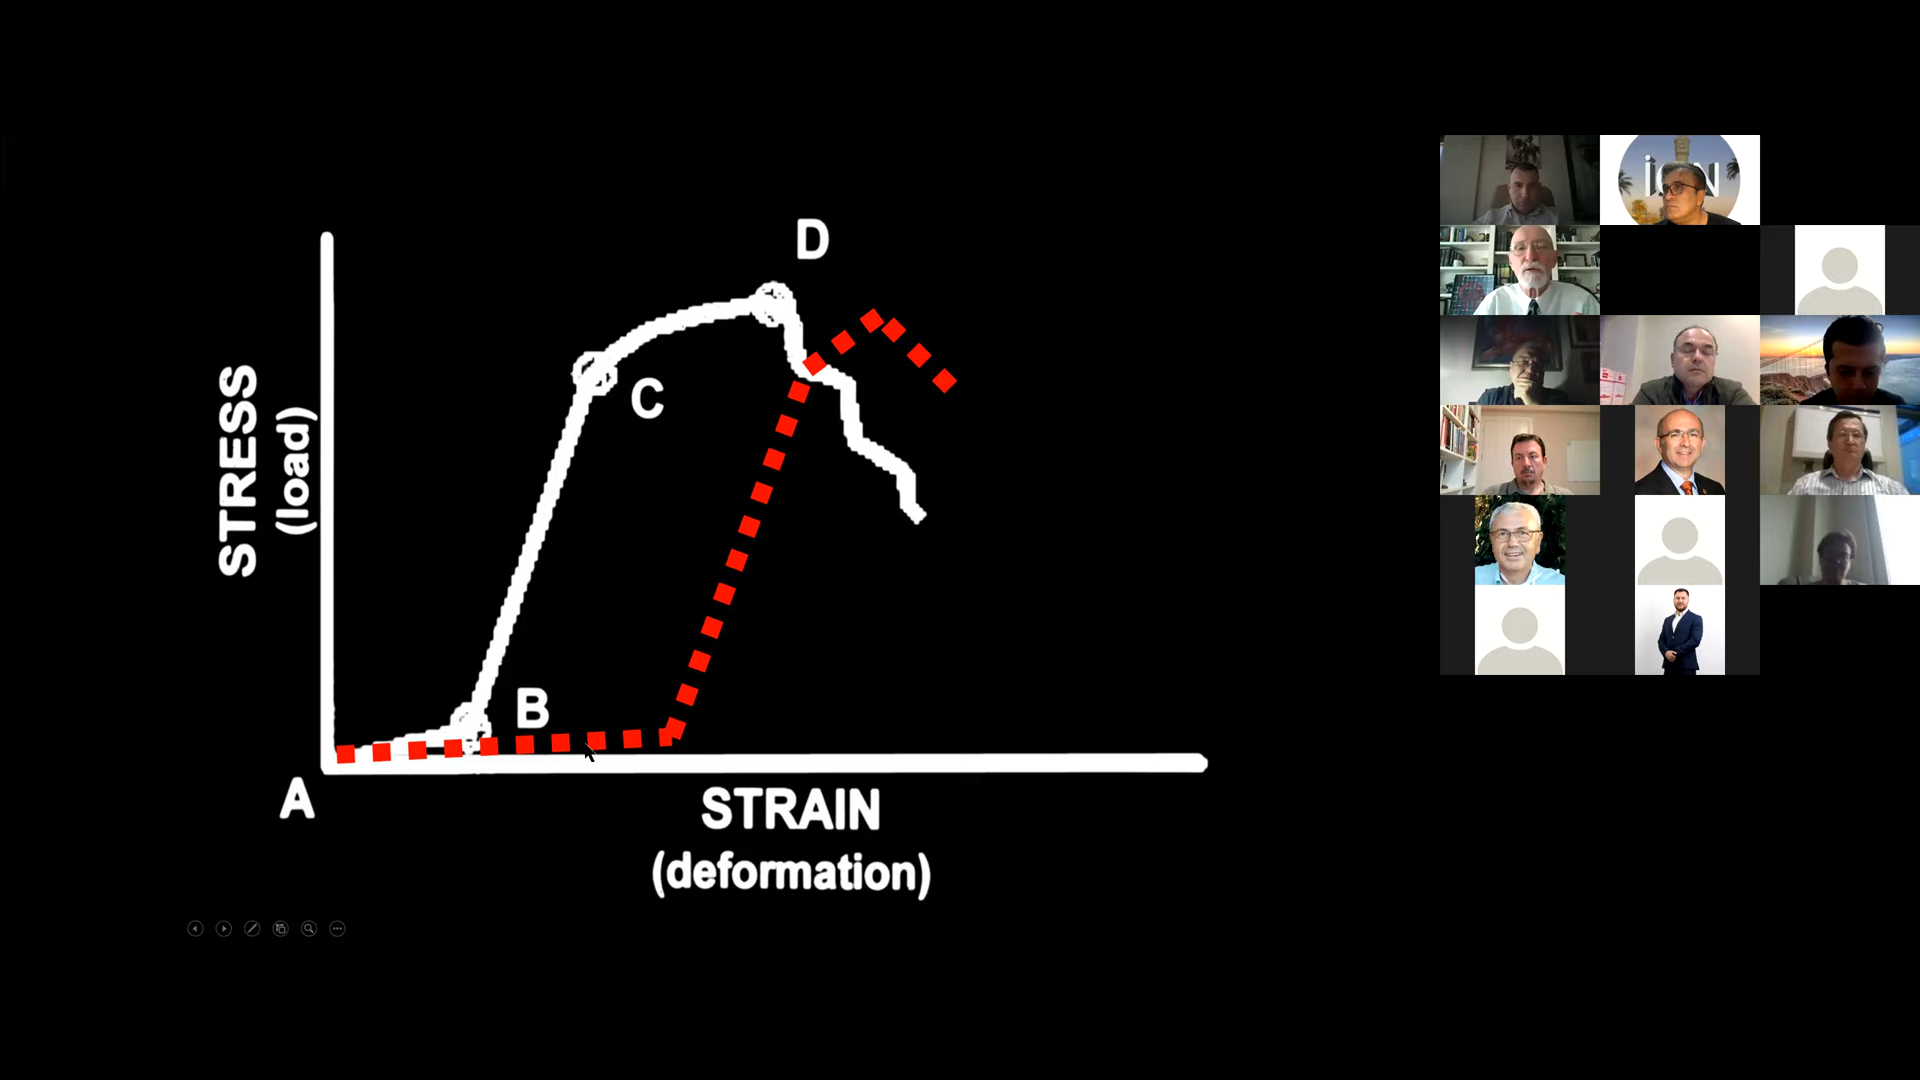 D
C
STRESS
(load)
B
A
STRAIN
(deformation)